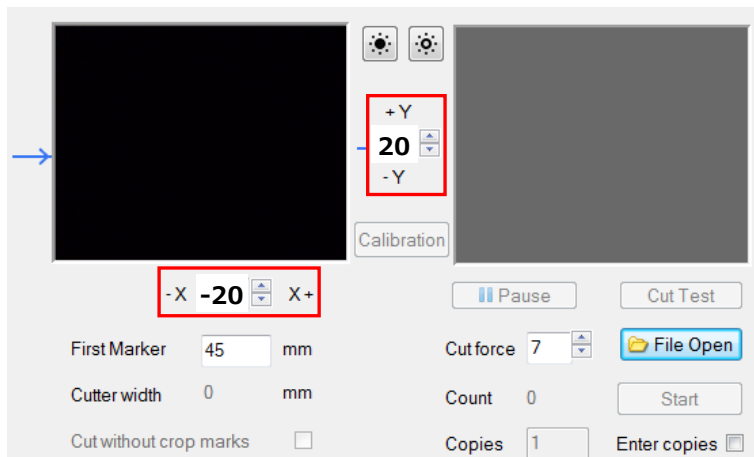 + Y
20
- Y
Calibration
- X -20 X +
Pause Cut Test
First Marker 45 mm Cut force 7 File Open
Cutter width 0 mm Count 0 Start
Cut without crop marks Copies 1 Enter copies